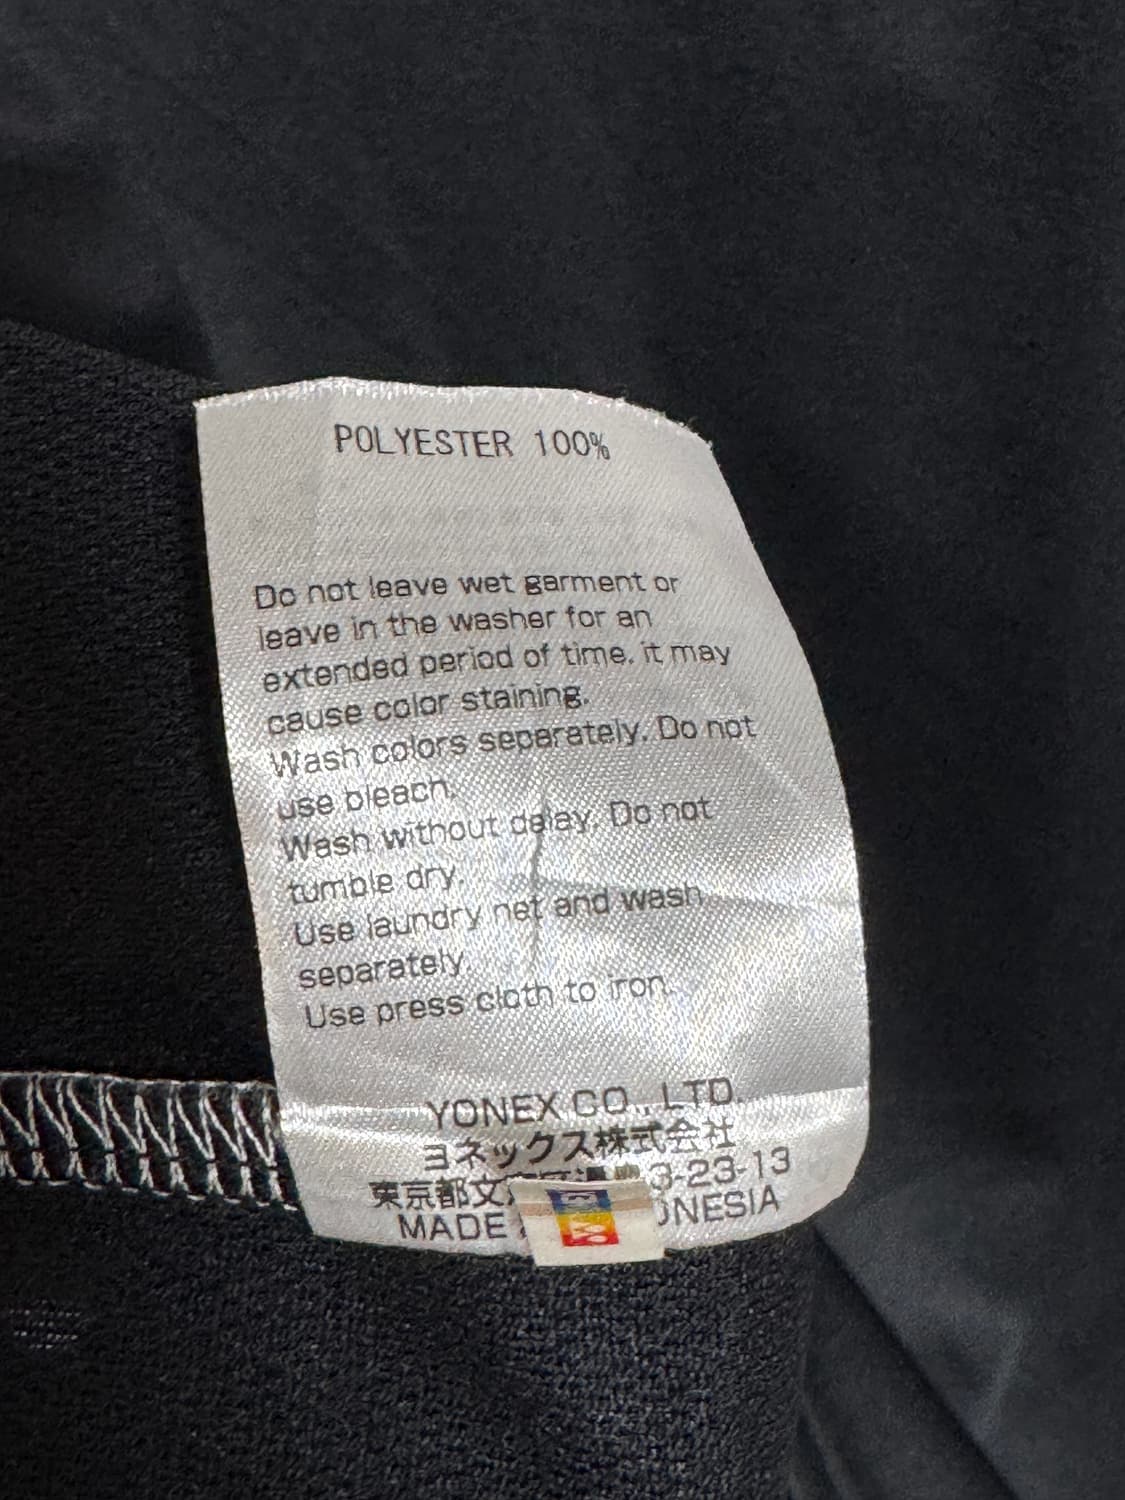 POLYESTER 100%
Do not leave wet garment or
leave in the washer for an
extended period of time. it may
cause color staining.
Wash colors separately. Do not
use bleach.
Wash without delay. Do not
tumble dry.
Use laundry net and wash
separately.
Use press cloth to iron.
YONEX CO., LTD.
ヨネックス株式会社
東京都文 3-23-13
MADE ONESIA